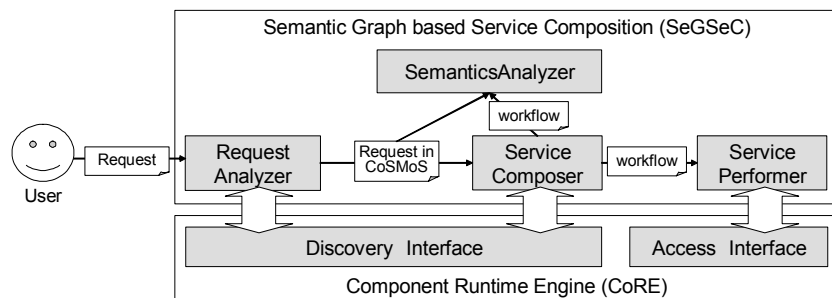 Semantic Graph based Service Composition (SeGSeC)
SemanticsAnalyzer
workflow
Request
Request
Analyzer
Request in
CoSMoS
Service
Composer
workflow
Service
Performer
User
Discovery Interface
Access Interface
Component Runtime Engine (CoRE)